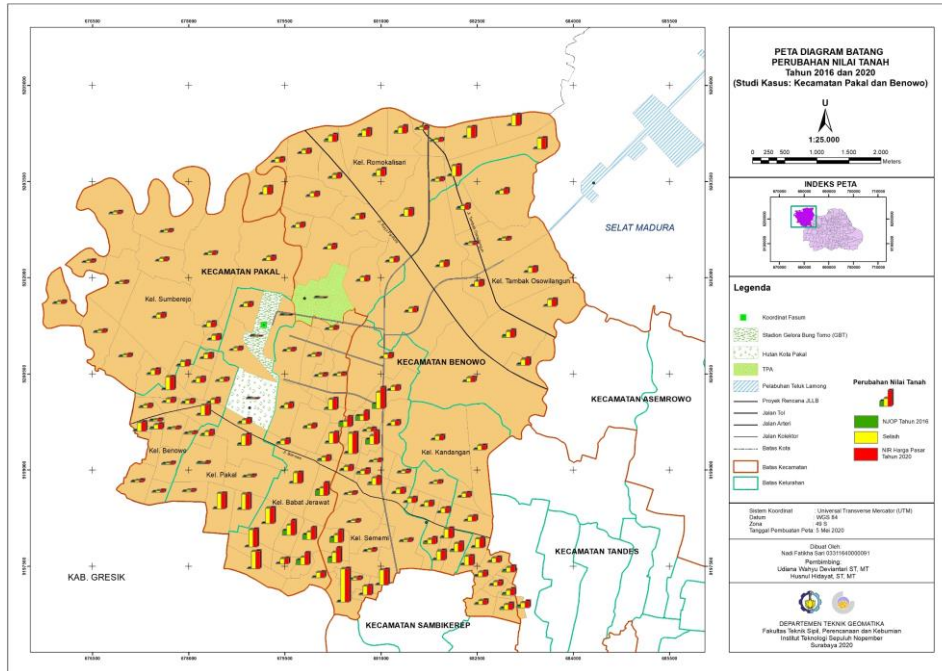 PETA DIAGRAM BATANG
PERUBAHAN NILAI TANAH
Tahun 2016 dan 2020
(Studi Kasus: Kecamatan Pakal dan Benowo)
U
1:25.000
0 250 500 1.000 1.500 2.000
Meters
INDEKS PETA
Legenda
Koordinat Fasum
Stadion Gelora Bung Tomo (GBT)
Hutan Kota Pakal
TPA
Pelabuhan Teluk Lamong
Proyek Rencana JLLB
Jalan Tol
Jalan Arteri
Jalan Kolektor
Batas Kota
Batas Kecamatan
Batas Kelurahan
Perubahan Nilai Tanah
NJOP Tahun 2016
Selisih
NIR Harga Pasar
Tahun 2020
Sistem Koordinat : Universal Transverse Mercator (UTM)
Datum : WGS 84
Zona : 49 S
Tanggal Pembuatan Peta : 5 Mei 2020
Dibuat Oleh:
Nadi Fatikha Sari 03311640000091
Pembimbing:
Udiana Wahyu Deviantari ST, MT
Husnul Hidayat, ST, MT
DEPARTEMEN TEKNIK GEOMATIKA
Fakultas Teknik Sipil, Perencanaan dan Kebumian
Institut Teknologi Sepuluh Nopember
Surabaya 2020
Kel. Romokalisari
SELAT MADURA
KECAMATAN PAKAL
Kel. Tambak Osowilangun
Kel. Sumberejo
KECAMATAN BENOWO
KECAMATAN ASEMROWO
Kel. Benowo
Kel. Kandangan
Kel. Pakal
Kel. Babat Jerawat
Kel. Sememi
KECAMATAN TANDES
KAB. GRESIK
KECAMATAN SAMBIKEREP